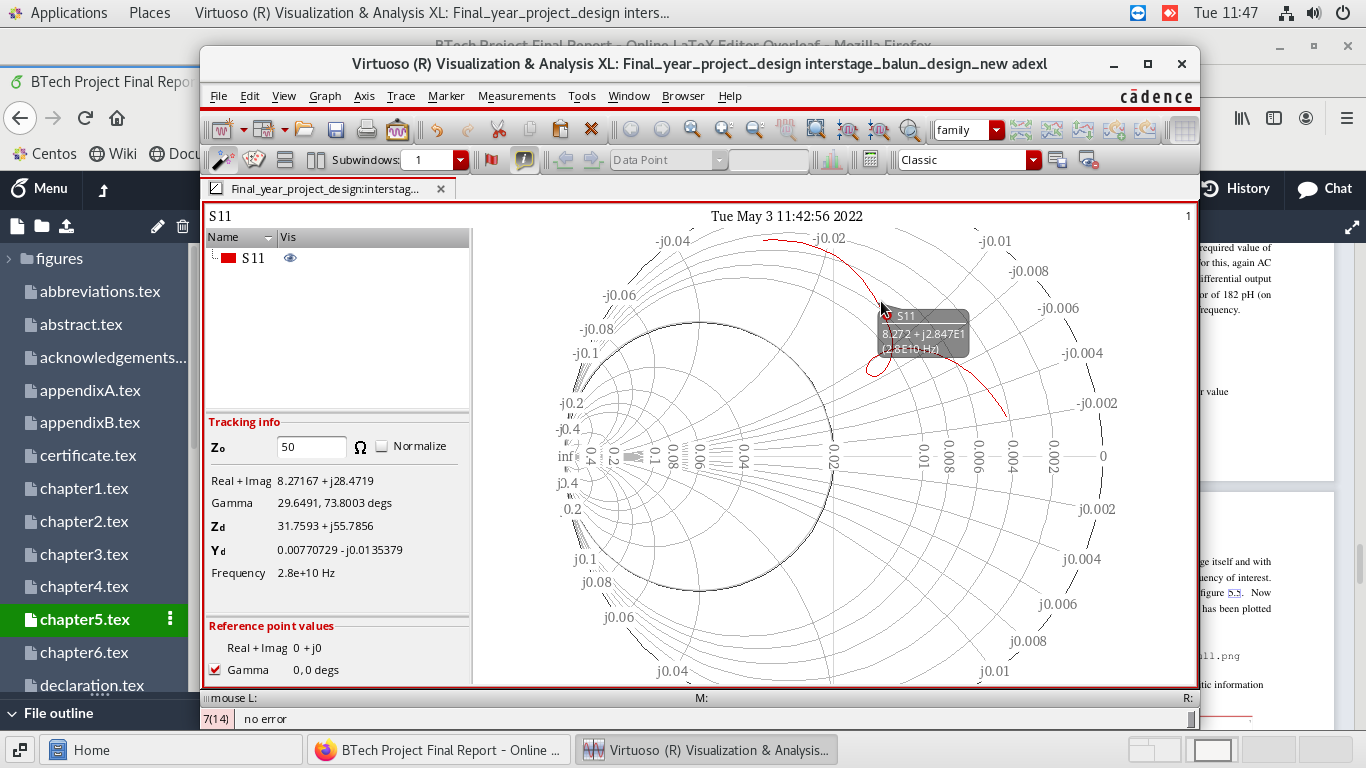 Applications Places Virtuoso (R) Visualization & Analysis XL: Final_year_project_design inters... Tue 11:47
BTech Project Final Report - Online LaTeX Editor Overleaf - Mozilla Firefox
Virtuoso (R) Visualization & Analysis XL: Final_year_project_design interstage_balun_design_new adexl
BTech Project Final Repor
File Edit View Graph Axis Trace Marker Measurements Tools Window Browser Help
cādence
family
Centos Wiki Docu
Subwindows: 1
Data Point
Classic
Menu
Final_year_project_design:interstag...
History Chat
S11
Tue May 3 11:42:56 2022
1
Name Vis
S11
figures
abbreviations.tex
abstract.tex
acknowledgements...
appendixA.tex
appendixB.tex
certificate.tex
chapter1.tex
chapter2.tex
chapter3.tex
chapter4.tex
chapter5.tex
chapter6.tex
declaration.tex
File outline
Tracking info
Zo 50 Ω Normalize
Real + Imag 8.27167 + j28.4719
Gamma 29.6491, 73.8003 degs
Zd 31.7593 + j55.7856
Yd 0.00770729 - j0.0135379
Frequency 2.8e+10 Hz
Reference point values
Real + Imag 0 + j0
Gamma 0, 0 degs
-j0.04 -j0.02 -j0.01
-j0.008
-j0.06 -j0.006
-j0.08
-j0.1 -j0.004
-j0.2 -j0.002
-j0.4
inf 0.4 0.2 0.1 0.08 0.06 0.04 0.02 0.01 0.008 0.006 0.004 0.002 0
j0.4
0.2 j0.002
j0.1 j0.004
j0.08
j0.06 j0.006
j0.008
j0.04 j0.01
S11
8.272 + j2.847E1
(2.8E10 Hz)
required value of
for this, again AC
ifferential output
or of 182 pH (on
requency.
r value
ge itself and with
uency of interest.
figure 5.5. Now
has been plotted
11.png
tic information
mouse L: M: R:
7(14) no error
Home
BTech Project Final Report - Online ...
Virtuoso (R) Visualization & Analysis...